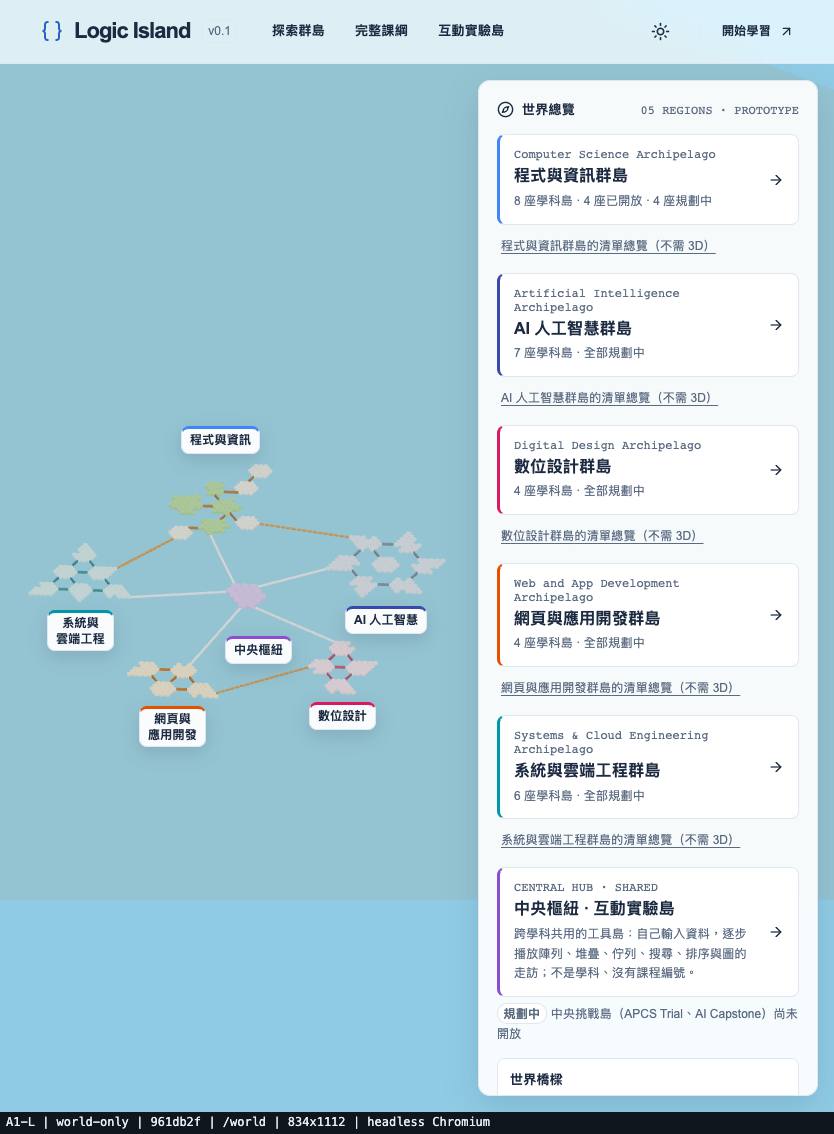 { } Logic Island v0.1 探索群島 完整課綱 互動實驗島 開始學習
世界總覽 05 REGIONS · PROTOTYPE
Computer Science Archipelago
程式與資訊群島
8 座學科島 · 4 座已開放 · 4 座規劃中
程式與資訊群島的清單總覽（不需 3D）
Artificial Intelligence
Archipelago
AI 人工智慧群島
7 座學科島 · 全部規劃中
AI 人工智慧群島的清單總覽（不需 3D）
Digital Design Archipelago
數位設計群島
4 座學科島 · 全部規劃中
數位設計群島的清單總覽（不需 3D）
Web and App Development
Archipelago
網頁與應用開發群島
4 座學科島 · 全部規劃中
網頁與應用開發群島的清單總覽（不需 3D）
Systems & Cloud Engineering
Archipelago
系統與雲端工程群島
6 座學科島 · 全部規劃中
系統與雲端工程群島的清單總覽（不需 3D）
CENTRAL HUB · SHARED
中央樞紐 · 互動實驗島
跨學科共用的工具島：自己輸入資料，逐步
播放陣列、堆疊、佇列、搜尋、排序與圖的
走訪；不是學科、沒有課程編號。
規劃中 中央挑戰島（APCS Trial、AI Capstone）尚未
開放
世界橋樑
程式與資訊
系統與
雲端工程
AI 人工智慧
中央樞紐
網頁與
應用開發
數位設計
A1-L | world-only | 961db2f | /world | 834x1112 | headless Chromium